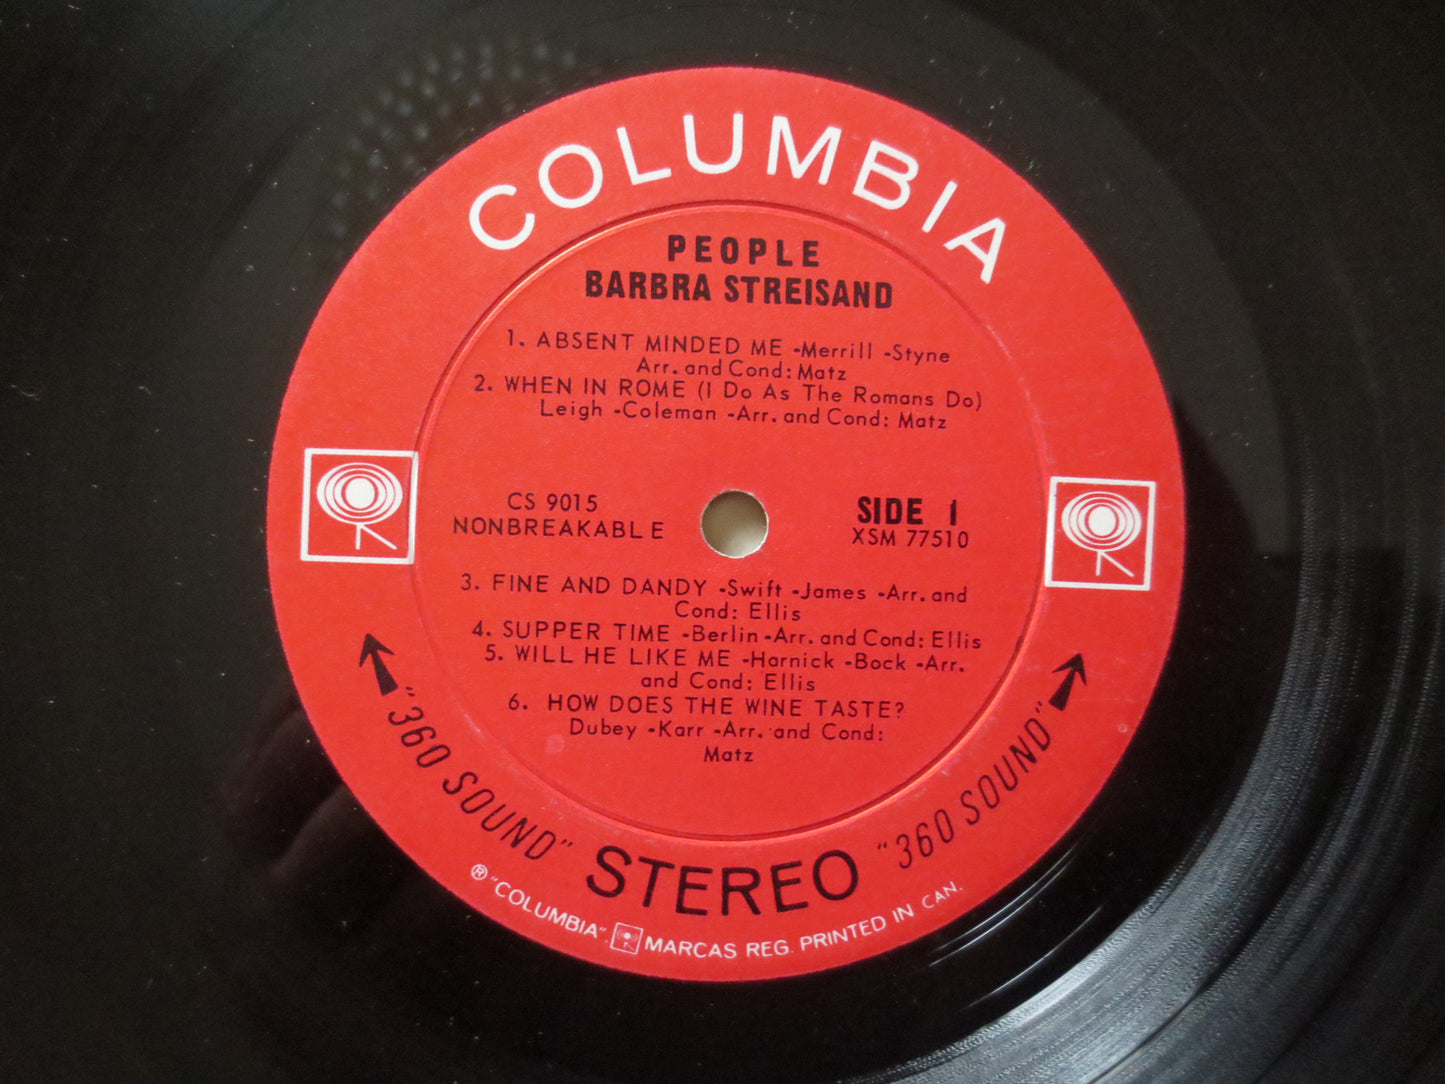 COLUMBIA
PEOPLE
BARBRA STREISAND
1. ABSENT MINDED ME -Merrill -Styne
Arr. and Cond: Matz
2. WHEN IN ROME (I Do As The Romans Do)
Leigh -Coleman -Arr. and Cond: Matz
CS 9015
NONBREAKABLE
SIDE 1
XSM 77510
3. FINE AND DANDY -Swift -James -Arr. and
Cond: Ellis
4. SUPPER TIME -Berlin -Arr. and Cond: Ellis
5. WILL HE LIKE ME -Harnick -Bock -Arr.
and Cond: Ellis
6. HOW DOES THE WINE TASTE?
Dubey -Karr -Arr. and Cond:
Matz
"360 SOUND" STEREO "360 SOUND"
® "COLUMBIA", MARCAS REG. PRINTED IN CAN.